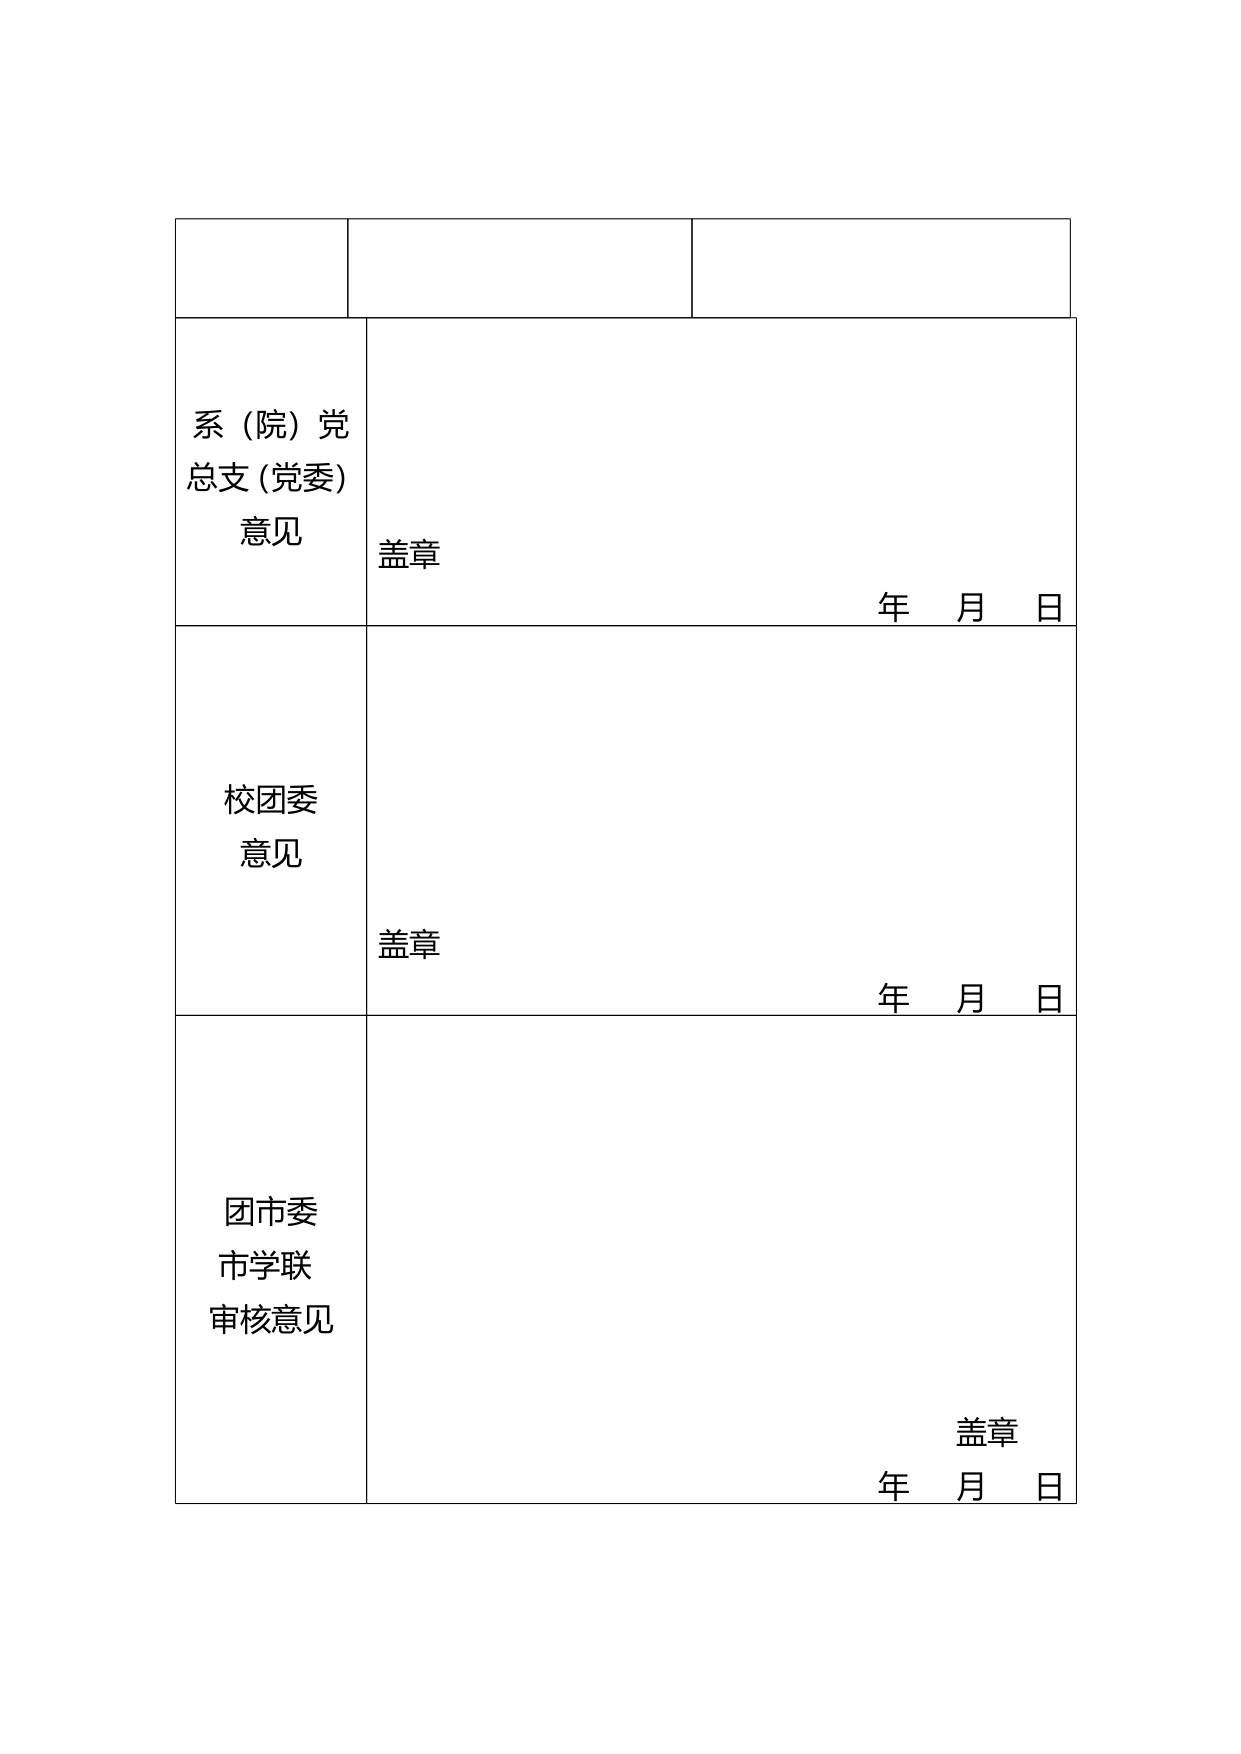 系（院）党
总支（党委）
意见
盖章
年 月 日
校团委
意见
盖章
年 月 日
团市委
市学联
审核意见
盖章
年 月 日